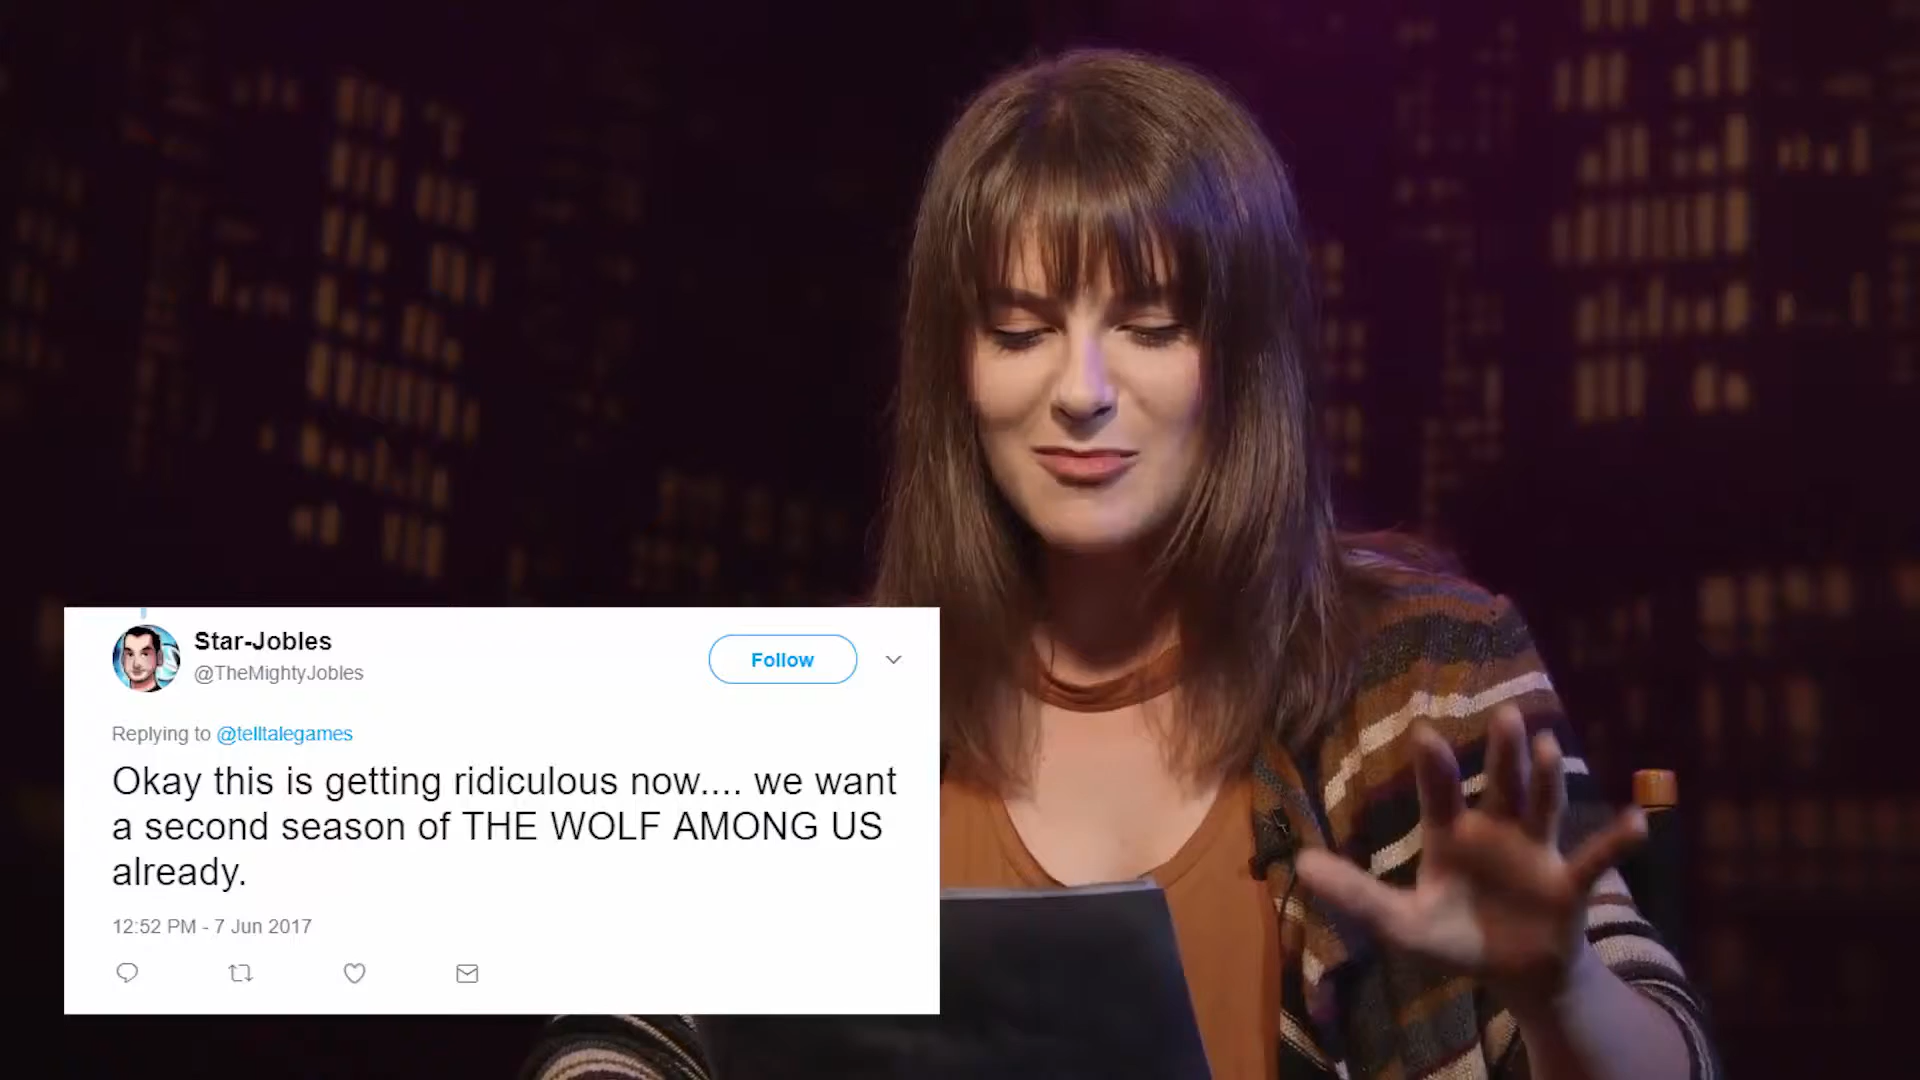 Star-Jobles
@TheMightyJobles
Follow
Replying to @telltalegames
Okay this is getting ridiculous now.... we want
a second season of THE WOLF AMONG US
already.
12:52 PM - 7 Jun 2017